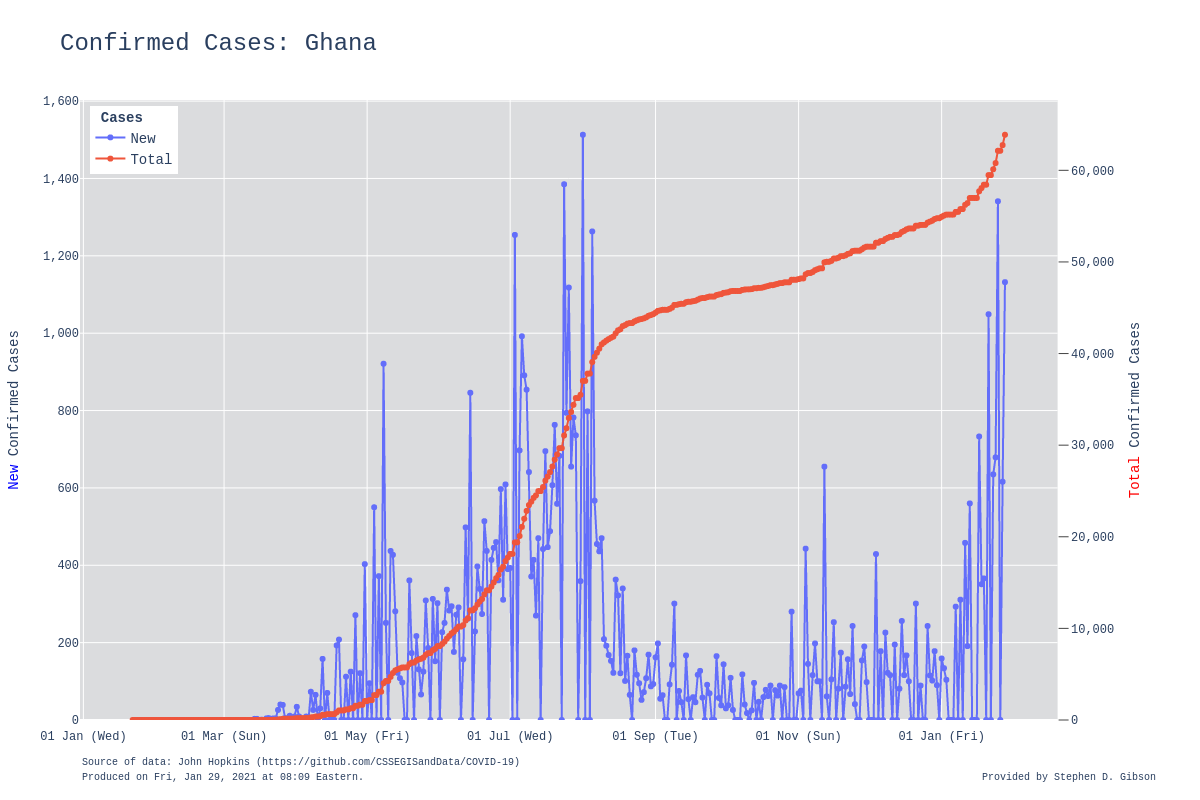 Confirmed Cases: Ghana
Cases
New
Total
1,600
1,400
1,200
1,000
800
600
400
200
0
New Confirmed Cases
60,000
50,000
40,000
30,000
20,000
10,000
0
Total Confirmed Cases
01 Jan (Wed)
01 Mar (Sun)
01 May (Fri)
01 Jul (Wed)
01 Sep (Tue)
01 Nov (Sun)
01 Jan (Fri)
Source of data: John Hopkins (https://github.com/CSSEGISandData/COVID-19)
Produced on Fri, Jan 29, 2021 at 08:09 Eastern.
Provided by Stephen D. Gibson